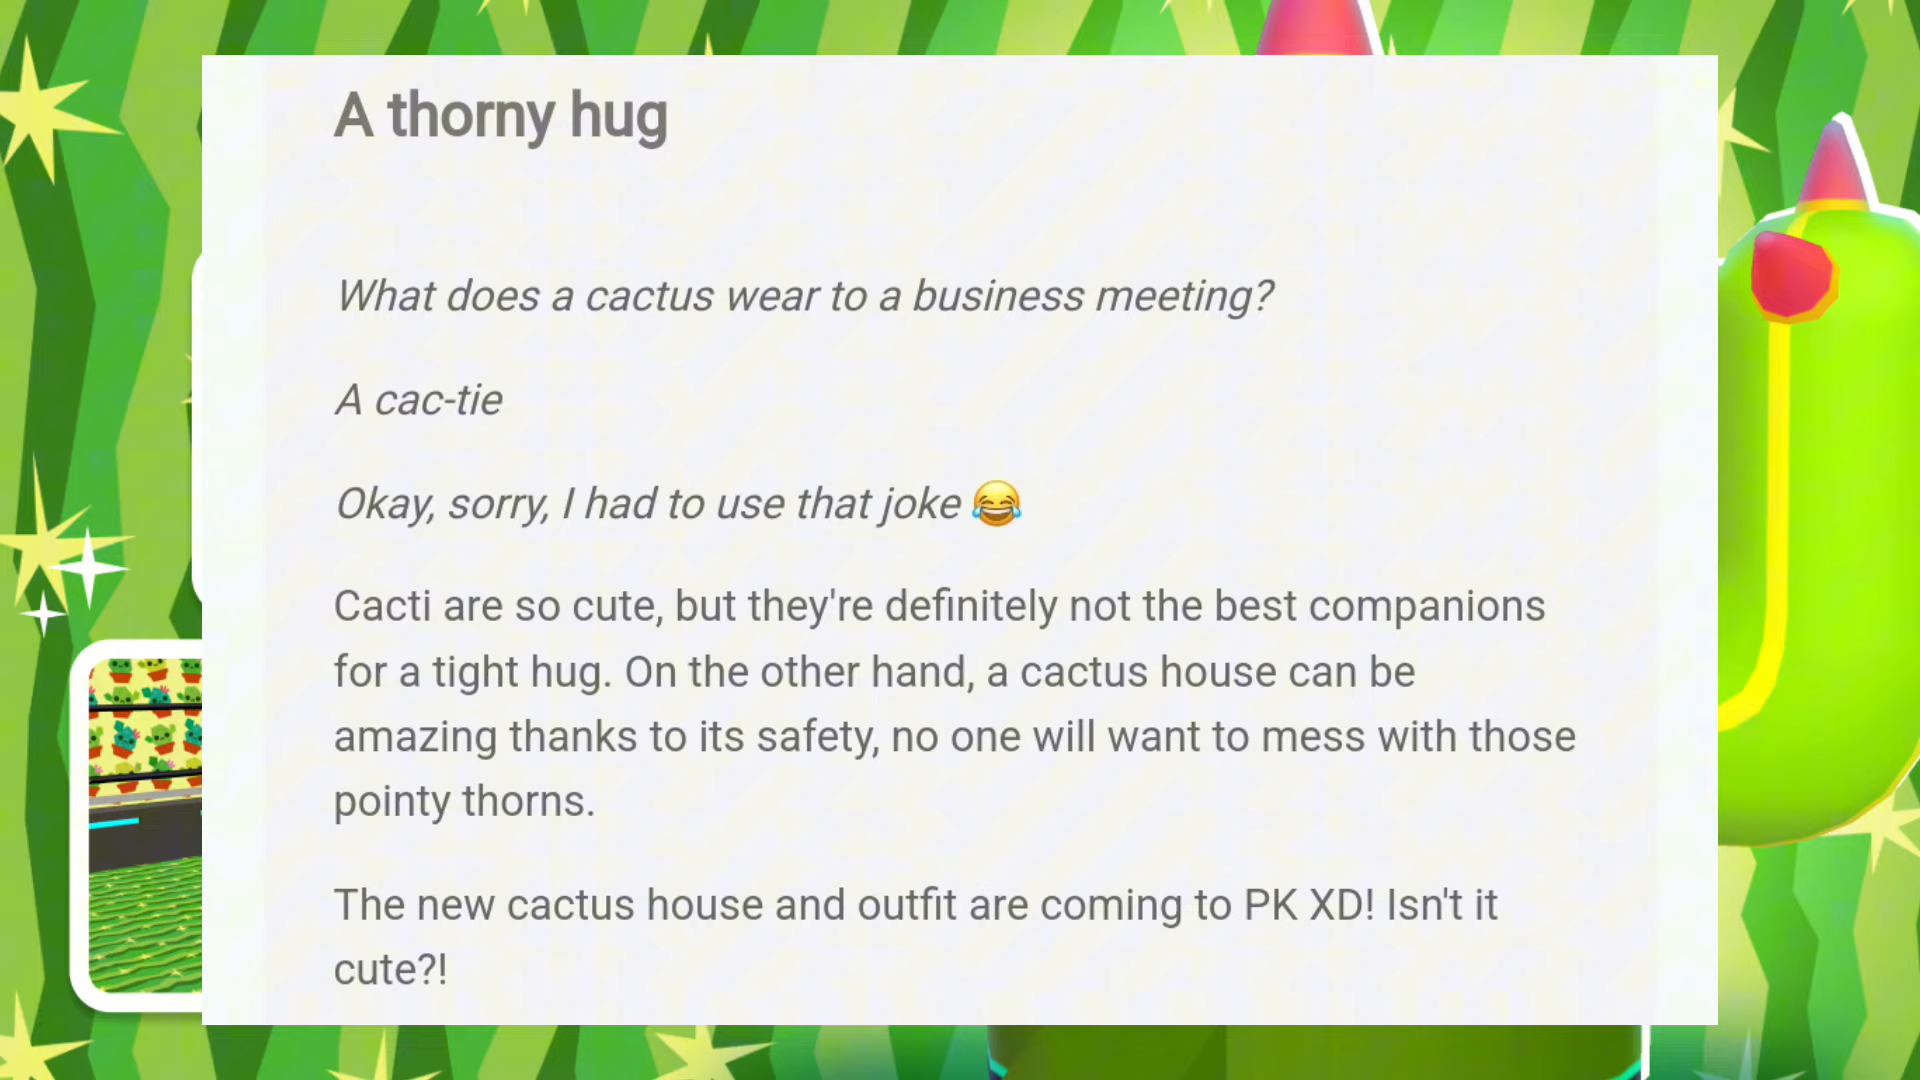 A thorny hug
What does a cactus wear to a business meeting?
A cac-tie
Okay, sorry, I had to use that joke 😂
Cacti are so cute, but they're definitely not the best companions
for a tight hug. On the other hand, a cactus house can be
amazing thanks to its safety, no one will want to mess with those
pointy thorns.
The new cactus house and outfit are coming to PK XD! Isn't it
cute?!